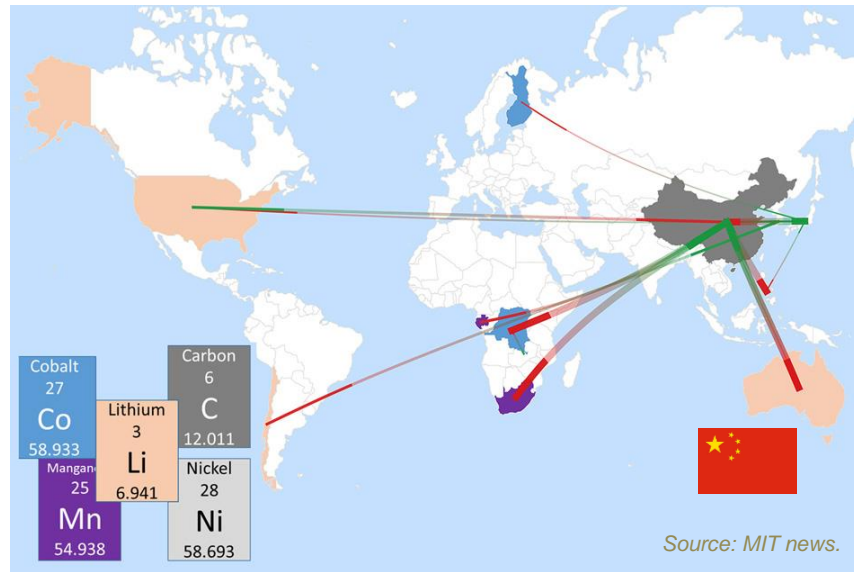 Cobalt
27
Co
58.933
Carbon
6
C
12.011
Lithium
3
Li
6.941
Mangan
25
Mn
54.938
Nickel
28
Ni
58.693
Source: MIT news.